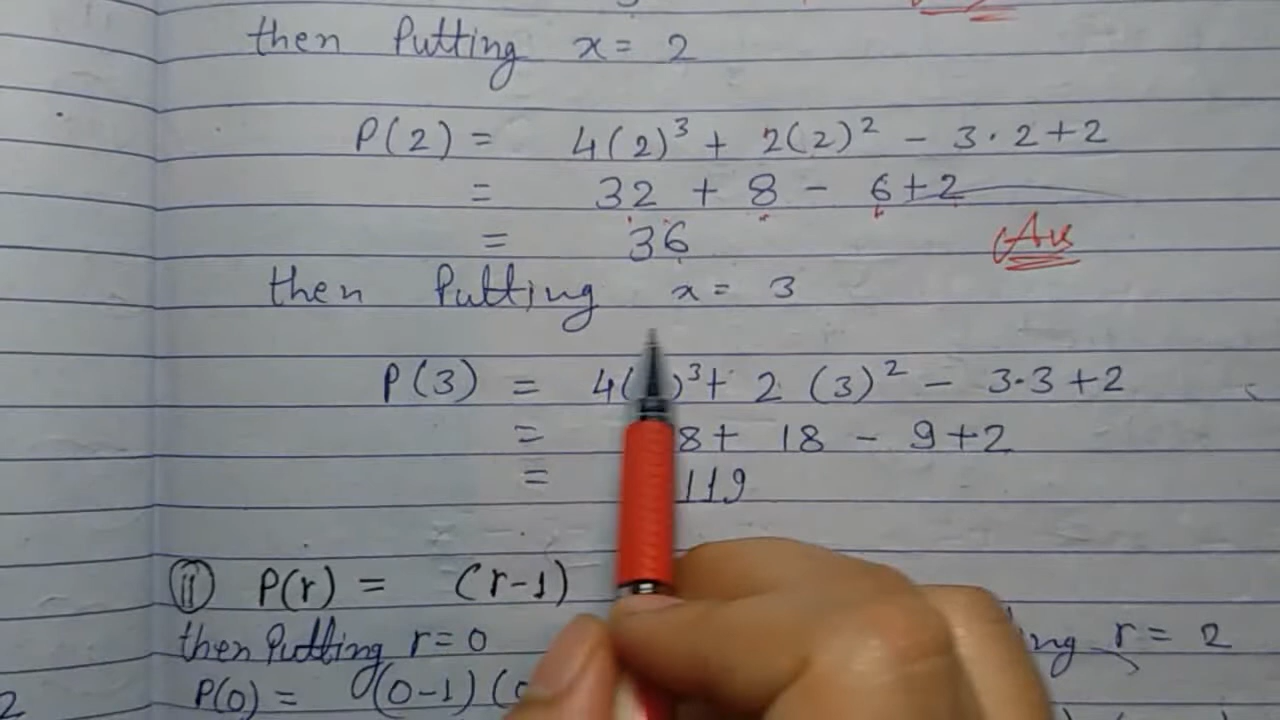 then Putting x = 2
P(2) = 4(2)³ + 2(2)² - 3·2+2
= 32 + 8 - 6+2
= 36 Ans
then Putting x = 3
P(3) = 4( )³+ 2 (3)² - 3·3+2
= 8+ 18 - 9+2
= 119
(ii) P(r) = (r-1)
then Putting r=0 r = 2
P(0) = (0-1)
2